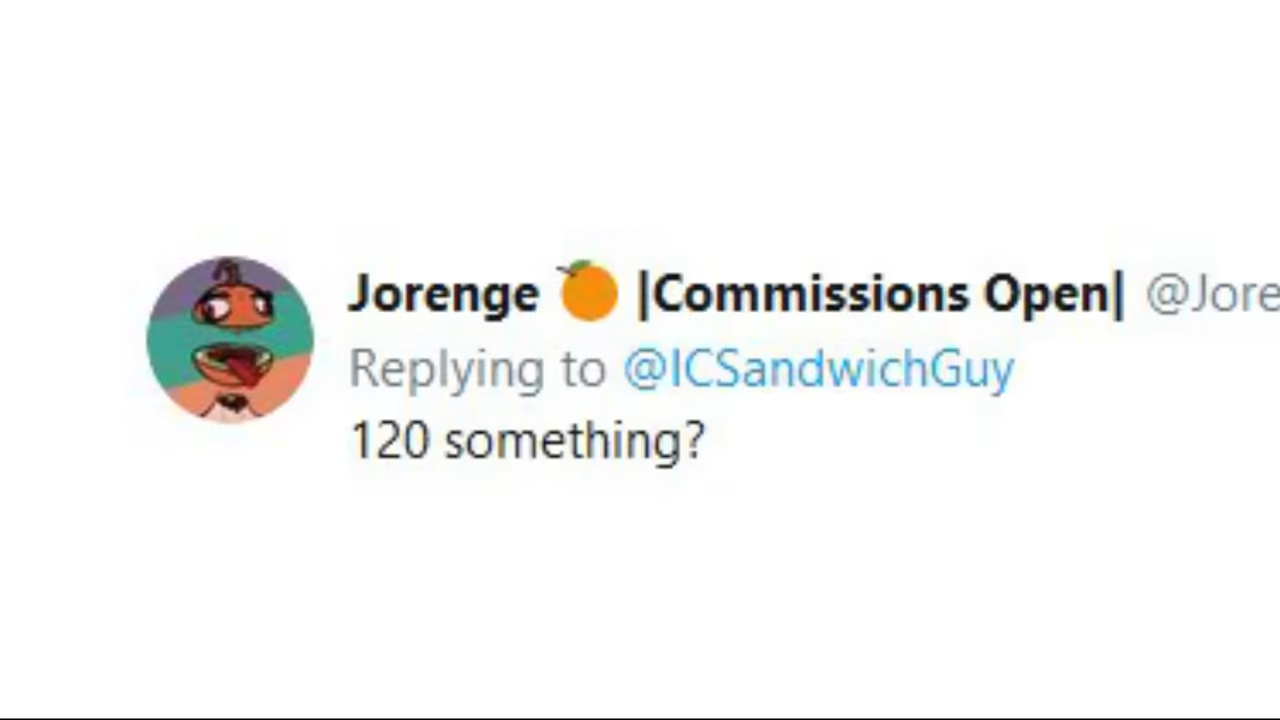 Jorenge 🍊 |Commissions Open| @Jore
Replying to @ICSandwichGuy
120 something?